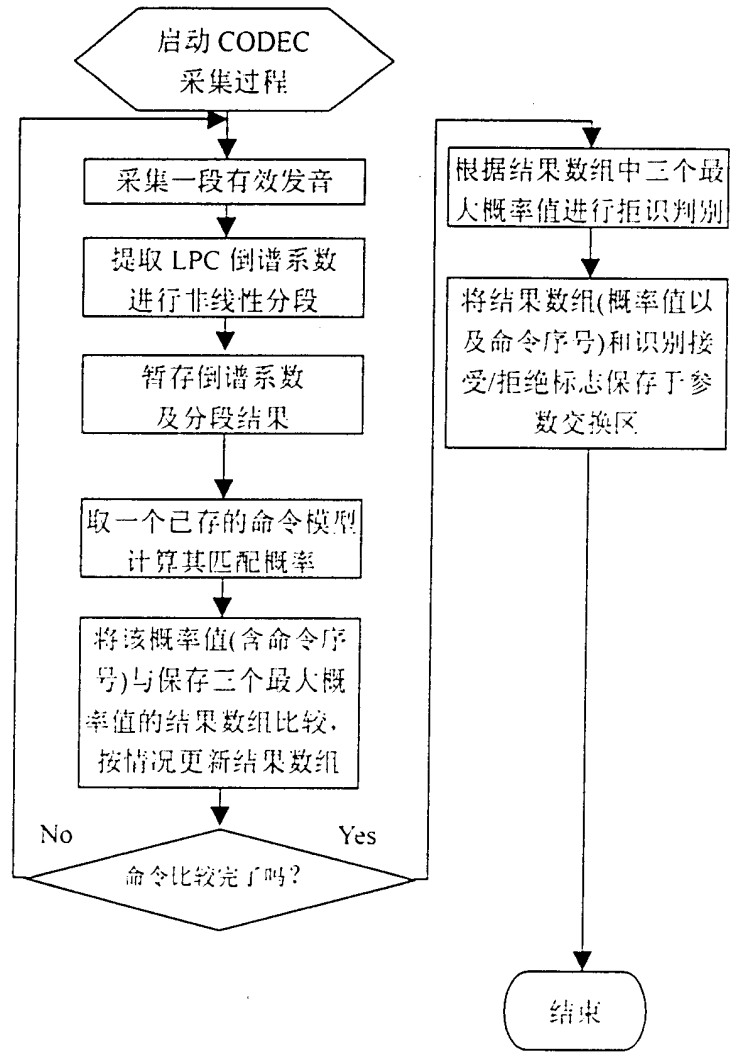 启动 CODEC
采集过程
采集一段有效发音
提取 LPC 倒谱系数
进行非线性分段
暂存倒谱系数
及分段结果
取一个已存的命令模型
计算其匹配概率
将该概率值(含命令序
号)与保存三个最大概
率值的结果数组比较,
按情况更新结果数组
No
Yes
命令比较完了吗?
根据结果数组中三个最
大概率值进行拒识判别
将结果数组(概率值以
及命令序号)和识别接
受/拒绝标志保存于参
数交换区
结束